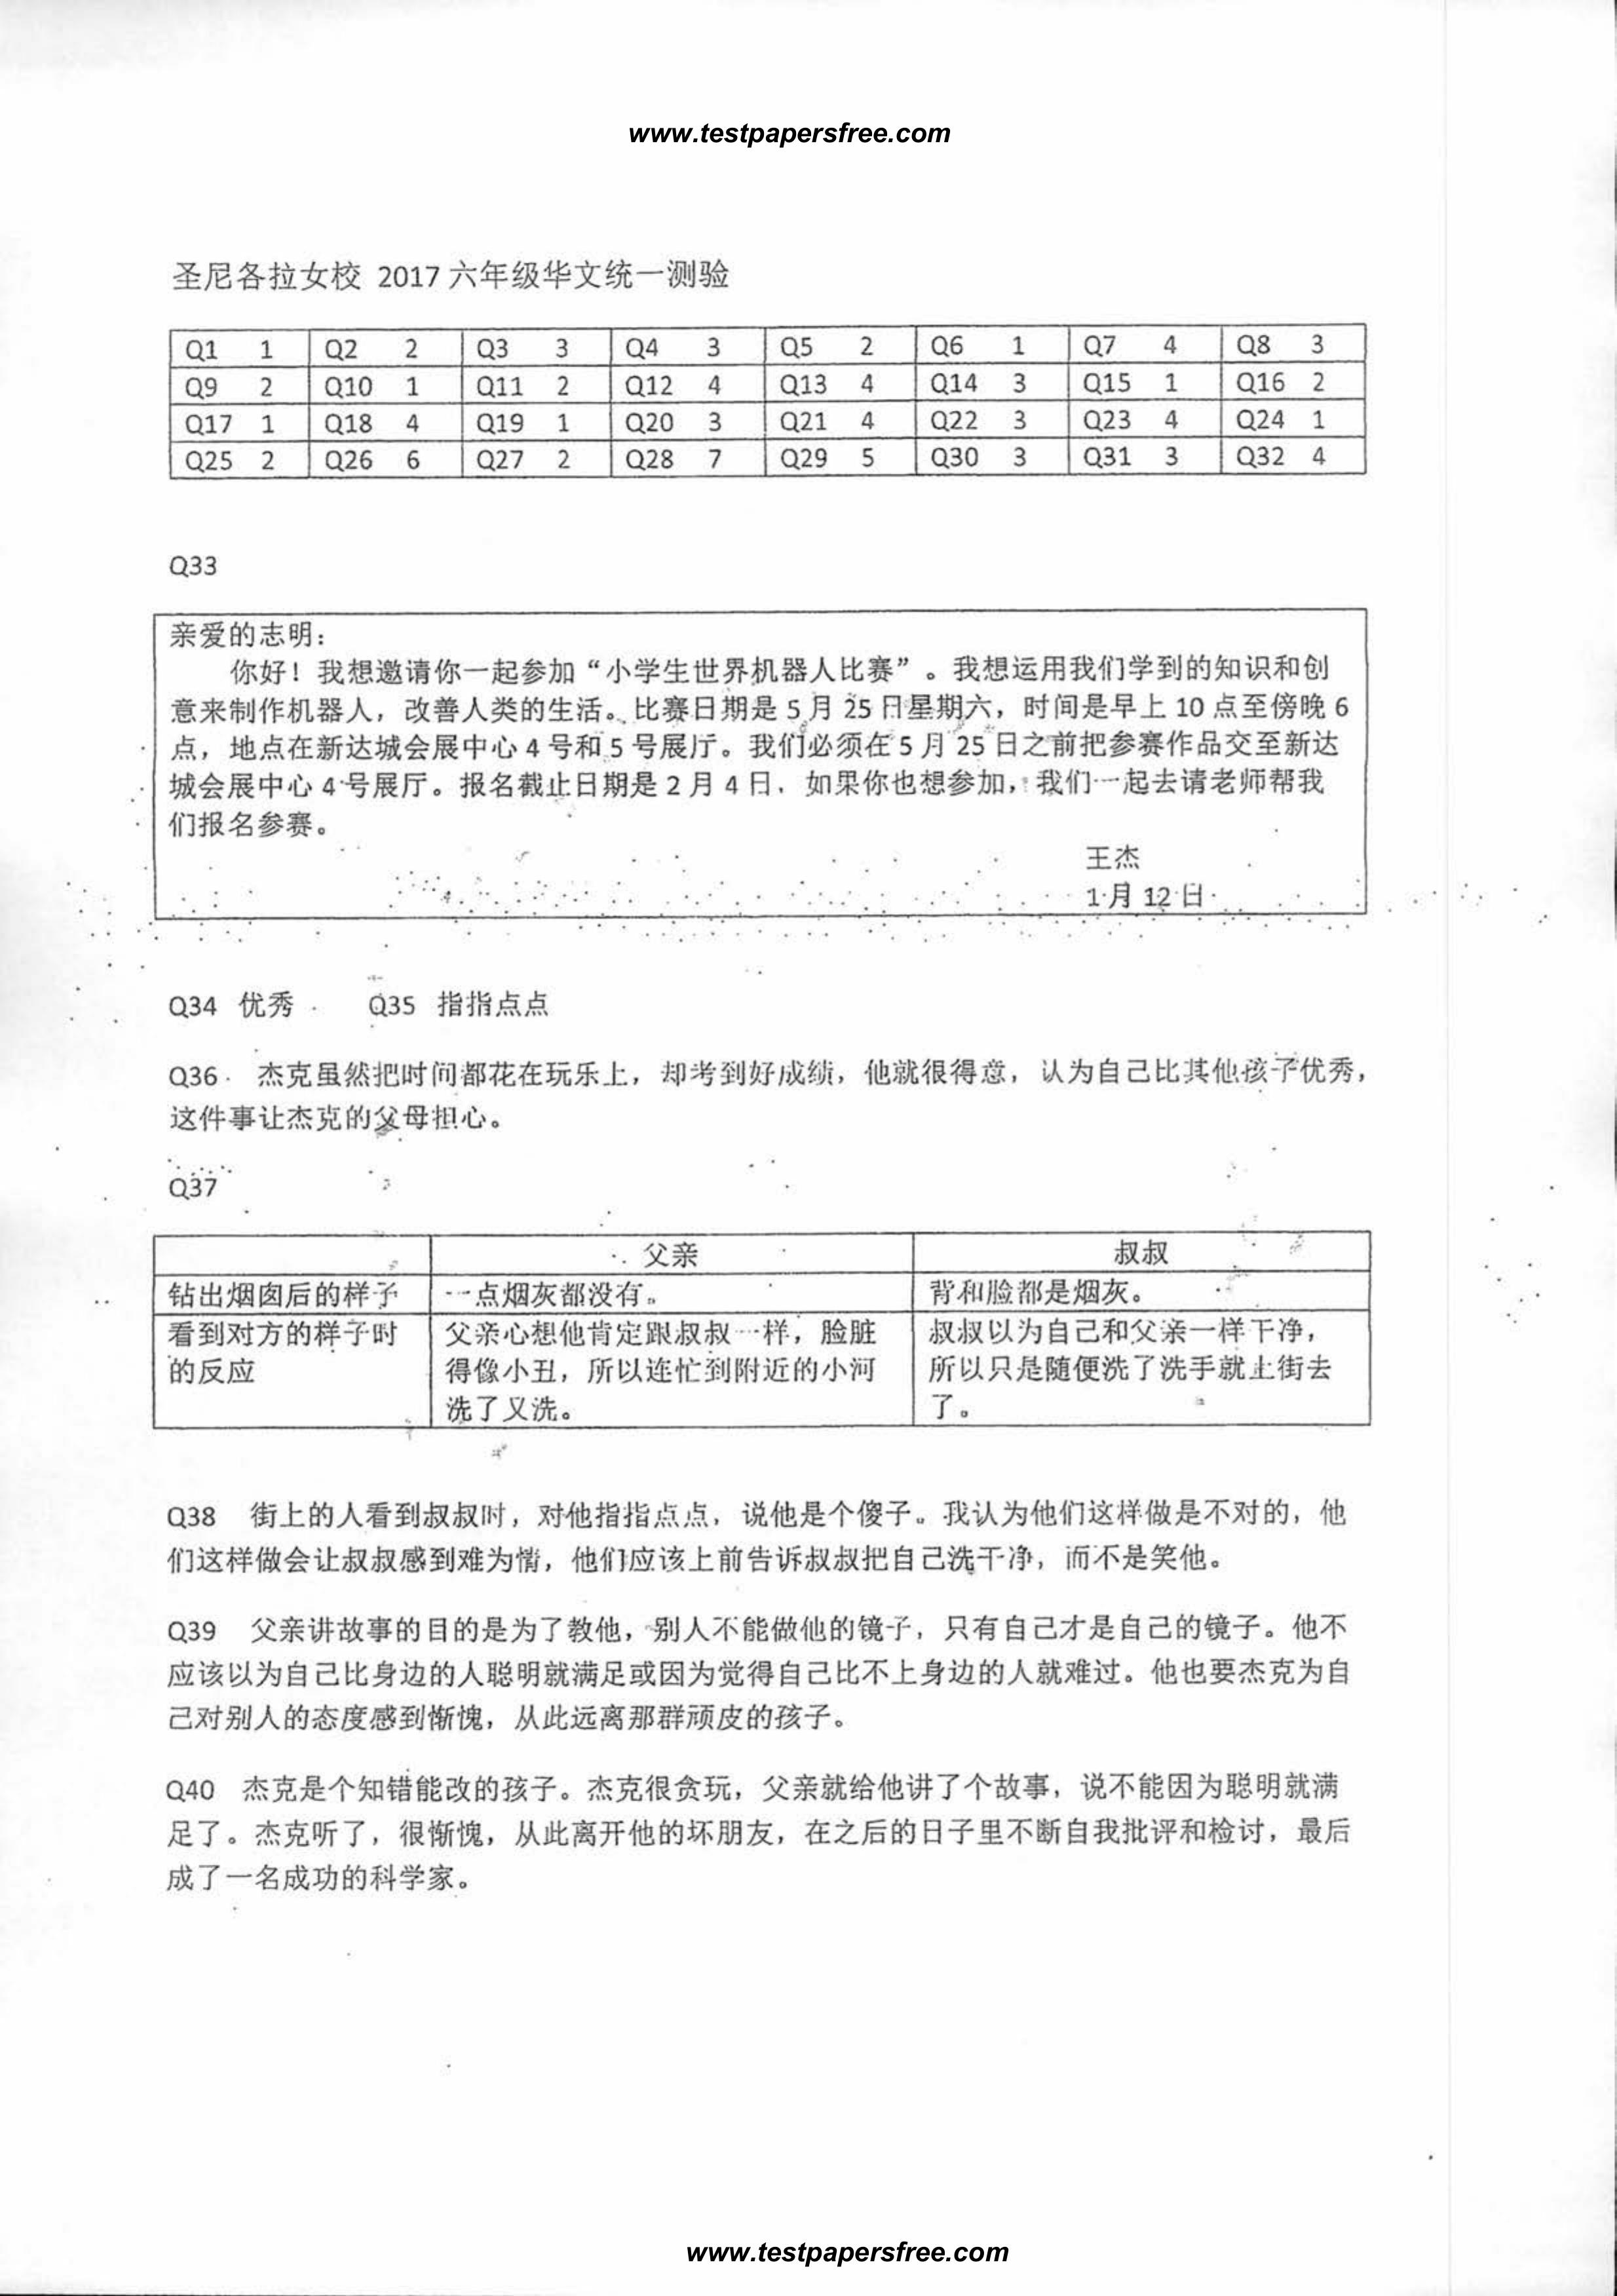 www.testpapersfree.com
圣尼各拉女校 2017 六年级华文统一测验
Q1 1 Q2 2 Q3 3 Q4 3 Q5 2 Q6 1 Q7 4 Q8 3
Q9 2 Q10 1 Q11 2 Q12 4 Q13 4 Q14 3 Q15 1 Q16 2
Q17 1 Q18 4 Q19 1 Q20 3 Q21 4 Q22 3 Q23 4 Q24 1
Q25 2 Q26 6 Q27 2 Q28 7 Q29 5 Q30 3 Q31 3 Q32 4
Q33
亲爱的志明：
你好！我想邀请你一起参加“小学生世界机器人比赛”。我想运用我们学到的知识和创
意来制作机器人，改善人类的生活。比赛日期是 5 月 25 日星期六，时间是早上 10 点至傍晚 6
点，地点在新达城会展中心 4 号和 5 号展厅。我们必须在 5 月 25 日之前把参赛作品交至新达
城会展中心 4 号展厅。报名截止日期是 2 月 4 日，如果你也想参加，我们一起去请老师帮我
们报名参赛。
王杰
1 月 12 日
Q34 优秀 Q35 指指点点
Q36 杰克虽然把时间都花在玩乐上，却考到好成绩，他就很得意，认为自己比其他孩子优秀，
这件事让杰克的父母担心。
Q37
父亲 叔叔
钻出烟囱后的样子 一点烟灰都没有。 背和脸都是烟灰。
看到对方的样子时 父亲心想他肯定跟叔叔一样，脸脏 叔叔以为自己和父亲一样干净，
的反应 得像小丑，所以连忙到附近的小河 所以只是随便洗了洗手就上街去
洗了又洗。 了。
Q38 街上的人看到叔叔时，对他指指点点，说他是个傻子。我认为他们这样做是不对的，他
们这样做会让叔叔感到难为情，他们应该上前告诉叔叔把自己洗干净，而不是笑他。
Q39 父亲讲故事的目的是为了教他，别人不能做他的镜子，只有自己才是自己的镜子。他不
应该以为自己比身边的人聪明就满足或因为觉得自己比不上身边的人就难过。他也要杰克为自
己对别人的态度感到惭愧，从此远离那群顽皮的孩子。
Q40 杰克是个知错能改的孩子。杰克很贪玩，父亲就给他讲了个故事，说不能因为聪明就满
足了。杰克听了，很惭愧，从此离开他的坏朋友，在之后的日子里不断自我批评和检讨，最后
成了一名成功的科学家。
www.testpapersfree.com